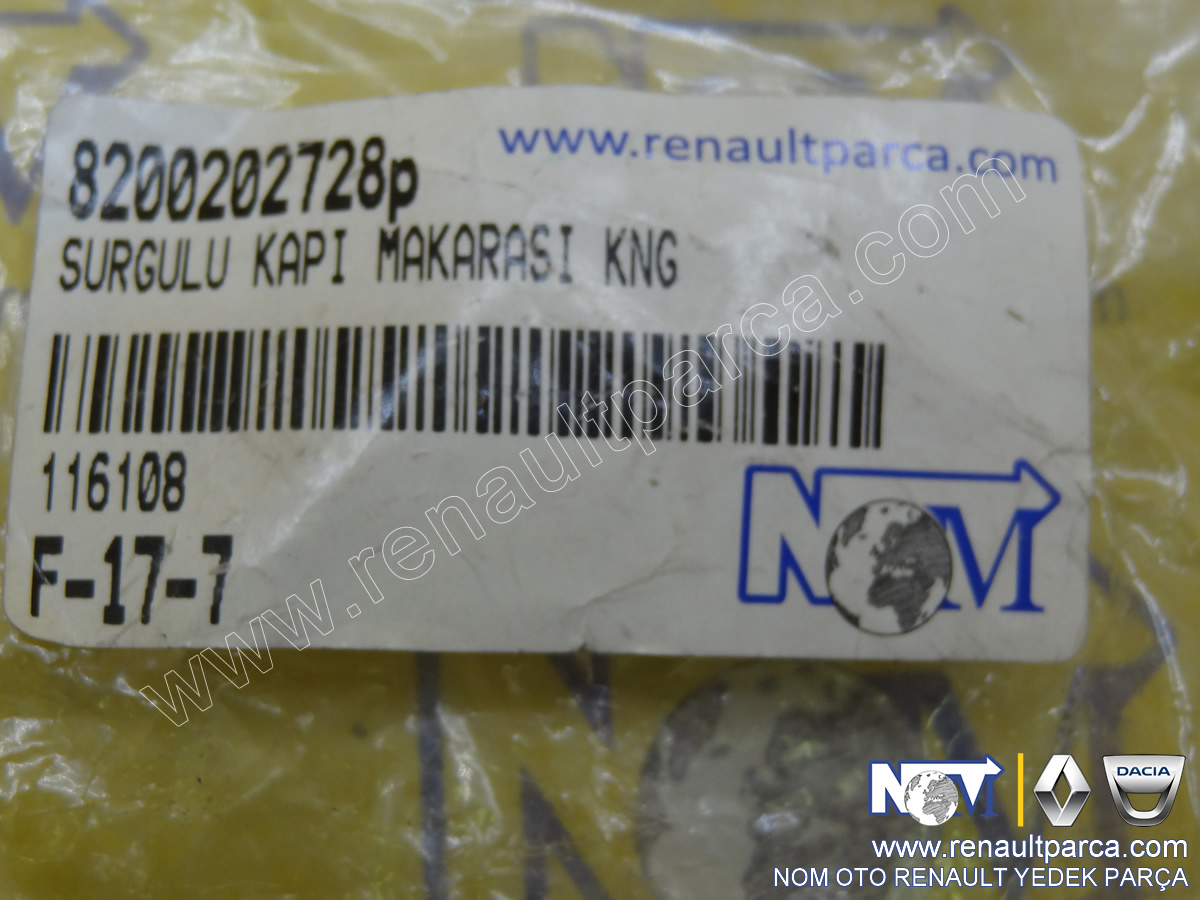 www.renaultparca.com
8200202728p
SURGULU KAPI MAKARASI KNG
116108
F-17-7
NOM
www.renaultparca.com
NOM
DACIA
www.renaultparca.com
NOM OTO RENAULT YEDEK PARÇA